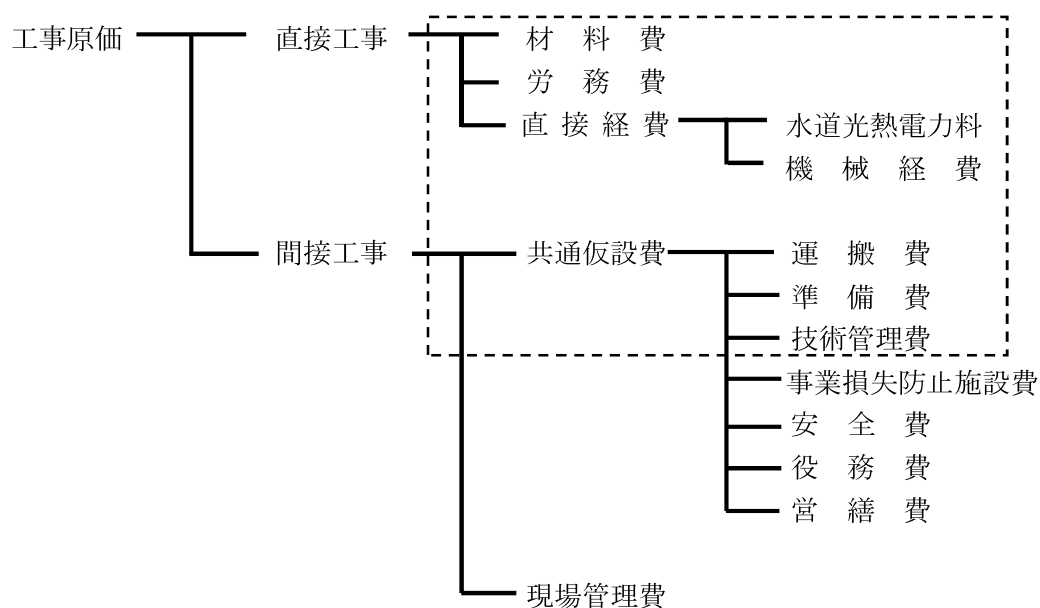 工事原価 直接工事 材料費
労務費
直接経費 水道光熱電力料
機械経費
間接工事 共通仮設費 運搬費
準備費
技術管理費
事業損失防止施設費
安全費
役務費
営繕費
現場管理費